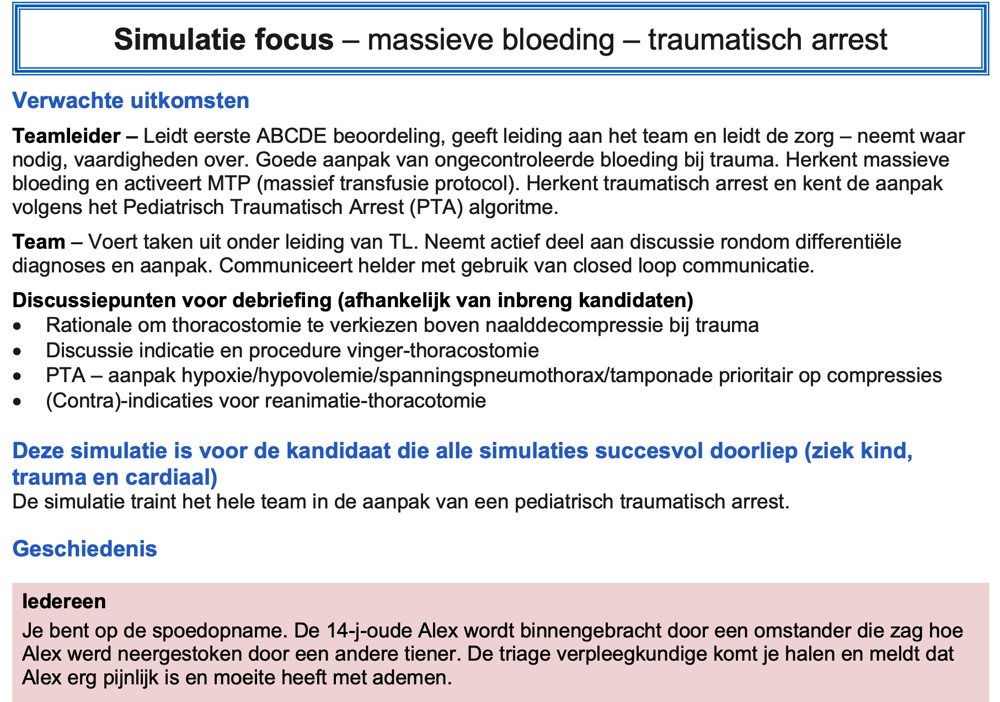 Simulatie focus – massieve bloeding – traumatisch arrest
Verwachte uitkomsten
Teamleider – Leidt eerste ABCDE beoordeling, geeft leiding aan het team en leidt de zorg – neemt waar
nodig, vaardigheden over. Goede aanpak van ongecontroleerde bloeding bij trauma. Herkent massieve
bloeding en activeert MTP (massief transfusie protocol). Herkent traumatisch arrest en kent de aanpak
volgens het Pediatrisch Traumatisch Arrest (PTA) algoritme.
Team – Voert taken uit onder leiding van TL. Neemt actief deel aan discussie rondom differentiële
diagnoses en aanpak. Communiceert helder met gebruik van closed loop communicatie.
Discussiepunten voor debriefing (afhankelijk van inbreng kandidaten)
• Rationale om thoracostomie te verkiezen boven naalddecompressie bij trauma
• Discussie indicatie en procedure vinger-thoracostomie
• PTA – aanpak hypoxie/hypovolemie/spanningspneumothorax/tamponade prioritair op compressies
• (Contra)-indicaties voor reanimatie-thoracotomie
Deze simulatie is voor de kandidaat die alle simulaties succesvol doorliep (ziek kind,
trauma en cardiaal)
De simulatie traint het hele team in de aanpak van een pediatrisch traumatisch arrest.
Geschiedenis
Iedereen
Je bent op de spoedopname. De 14-j-oude Alex wordt binnengebracht door een omstander die zag hoe
Alex werd neergestoken door een andere tiener. De triage verpleegkundige komt je halen en meldt dat
Alex erg pijnlijk is en moeite heeft met ademen.